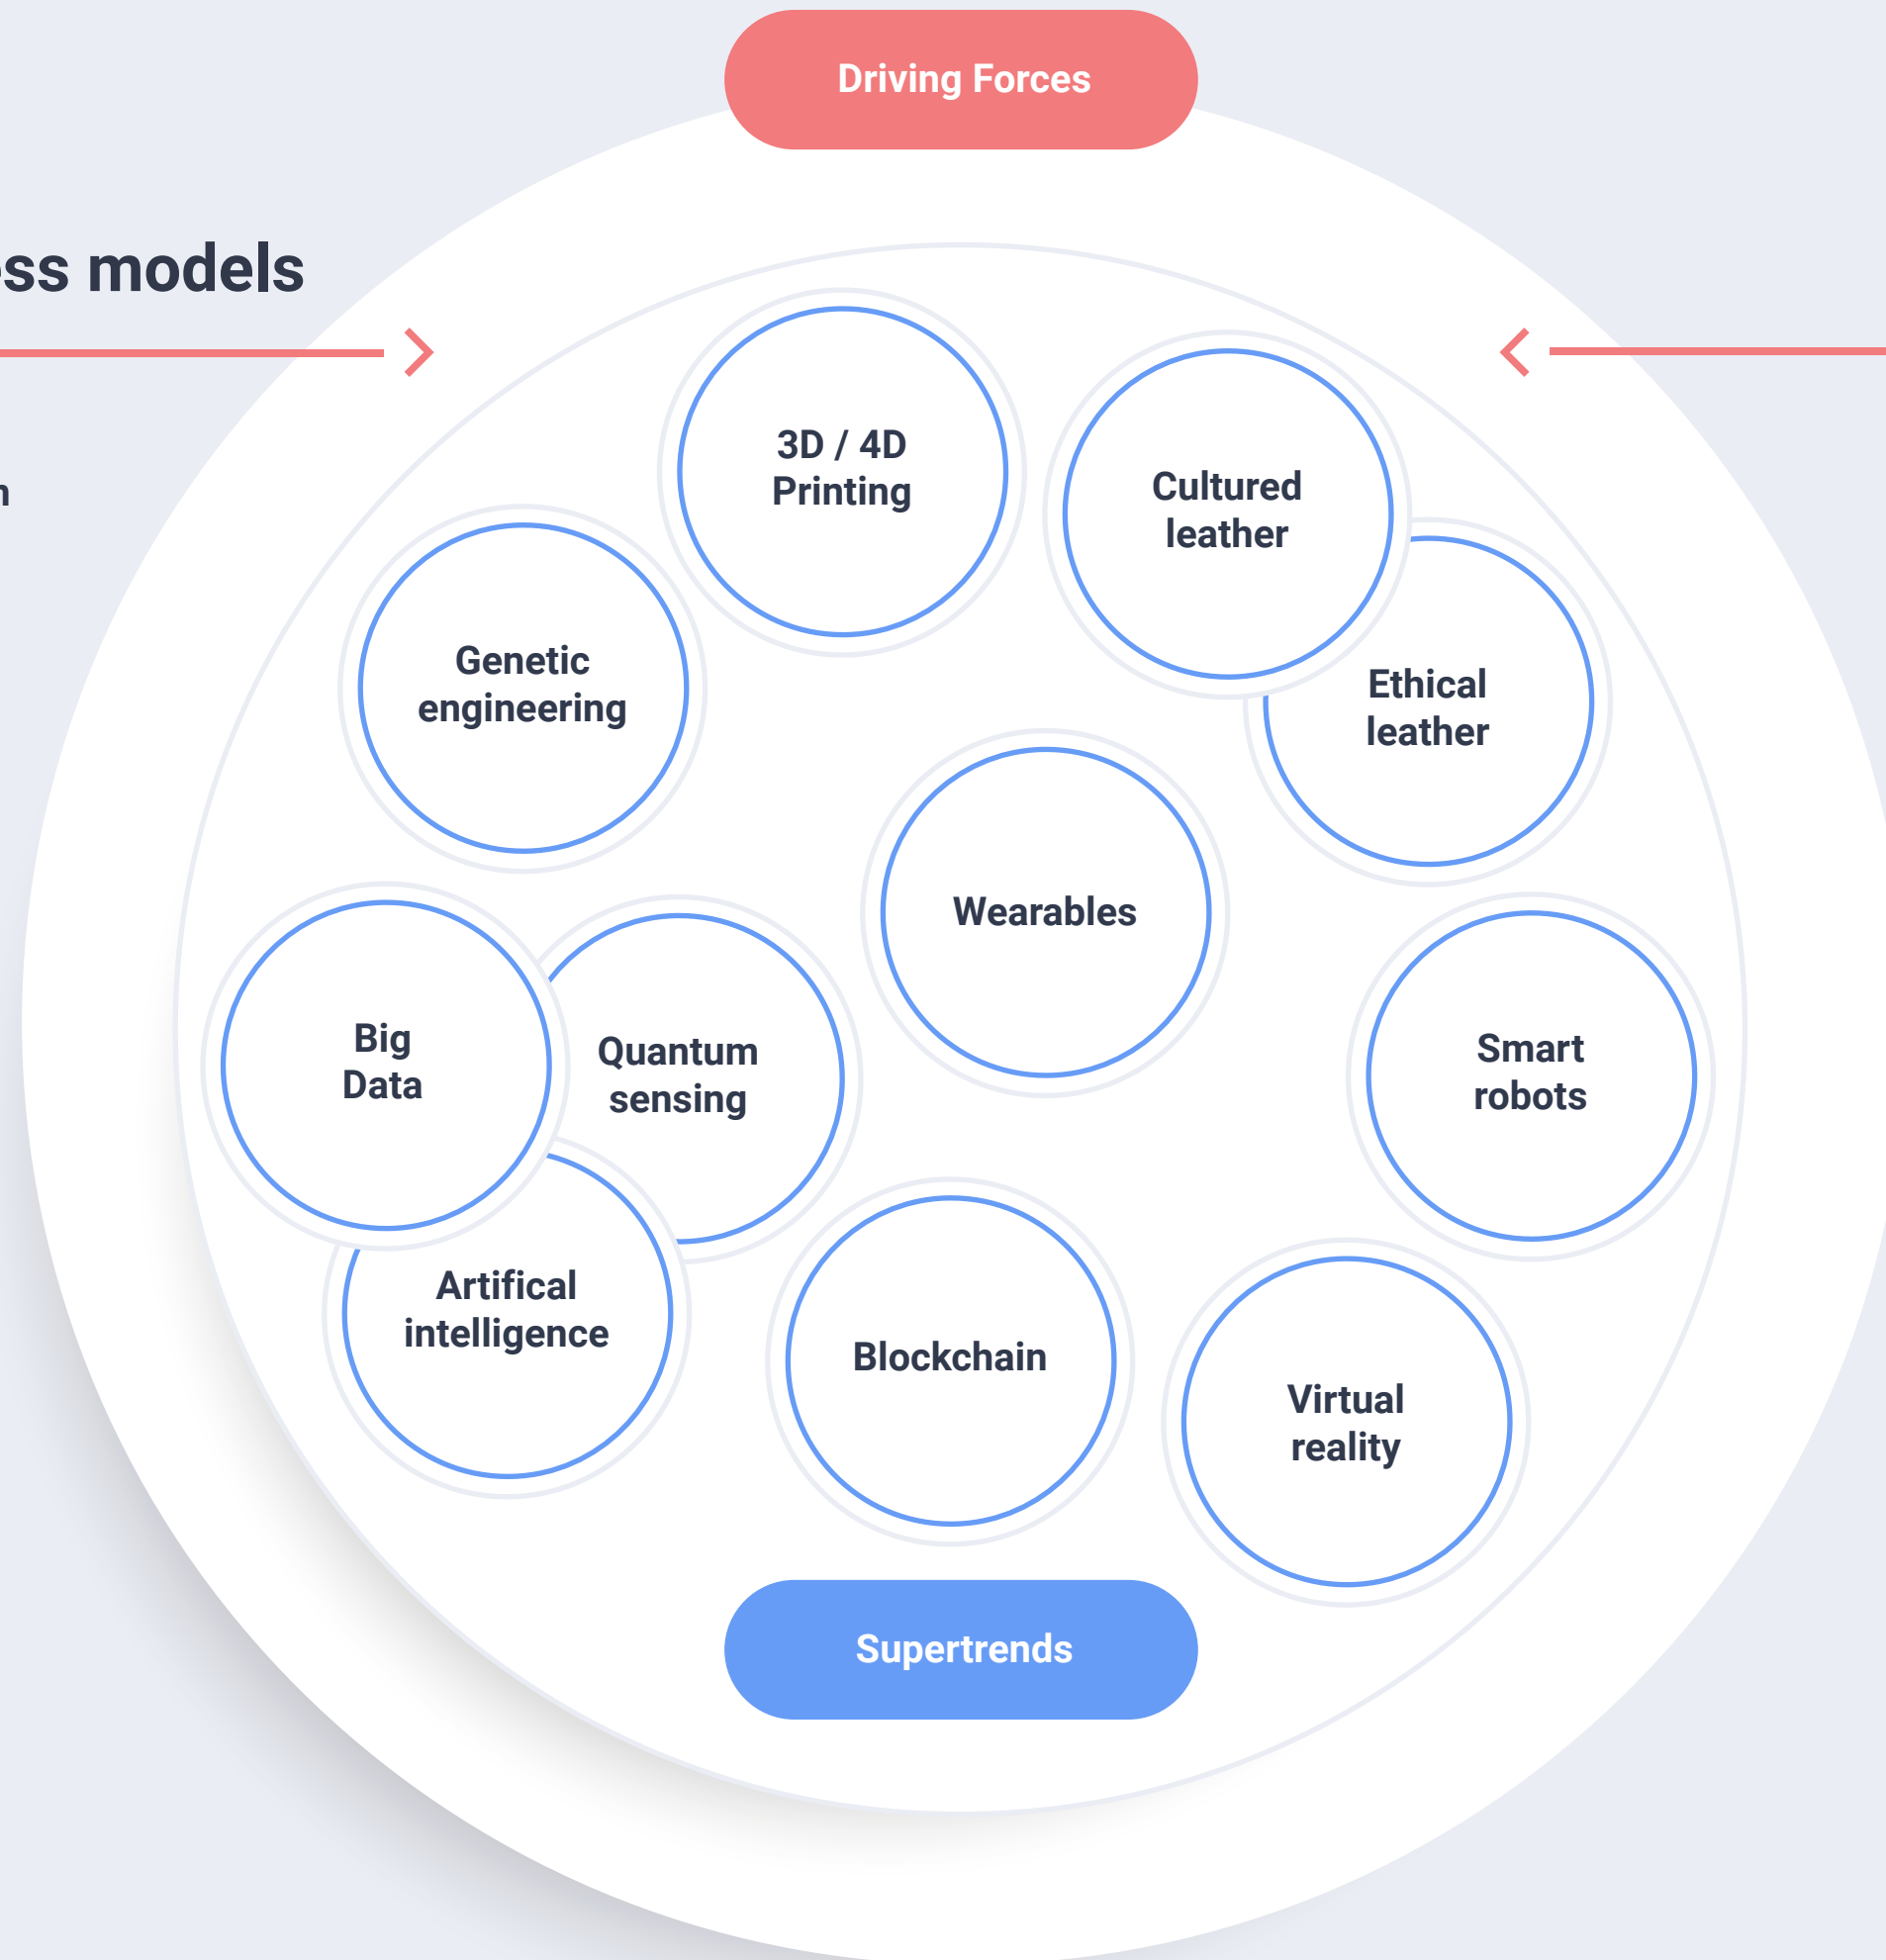 Driving Forces
ess models
3D / 4D
Printing
Cultured
leather
Genetic
engineering
Ethical
leather
Wearables
Big
Data
Quantum
sensing
Smart
robots
Artifical
intelligence
Blockchain
Virtual
reality
Supertrends